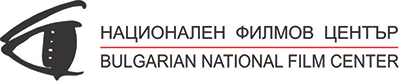 НАЦИОНАЛЕН ФИЛМОВ ЦЕНТЪР
BULGARIAN NATIONAL FILM CENTER